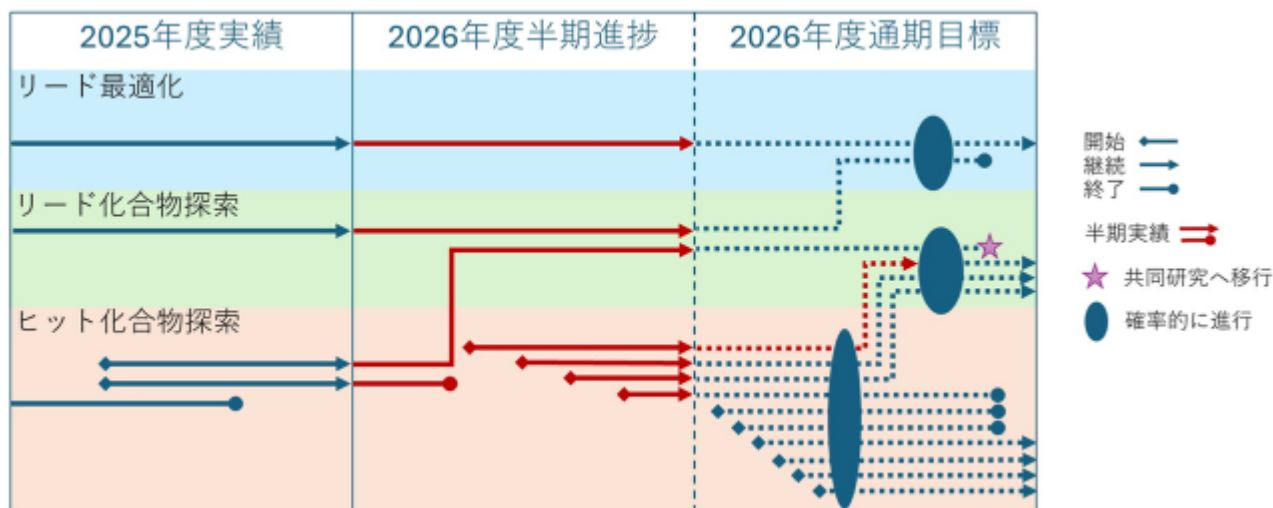 2025年度実績
2026年度半期進捗
2026年度通期目標
リード最適化
リード化合物探索
ヒット化合物探索
開始
継続
終了
半期実績
共同研究へ移行
確率的に進行